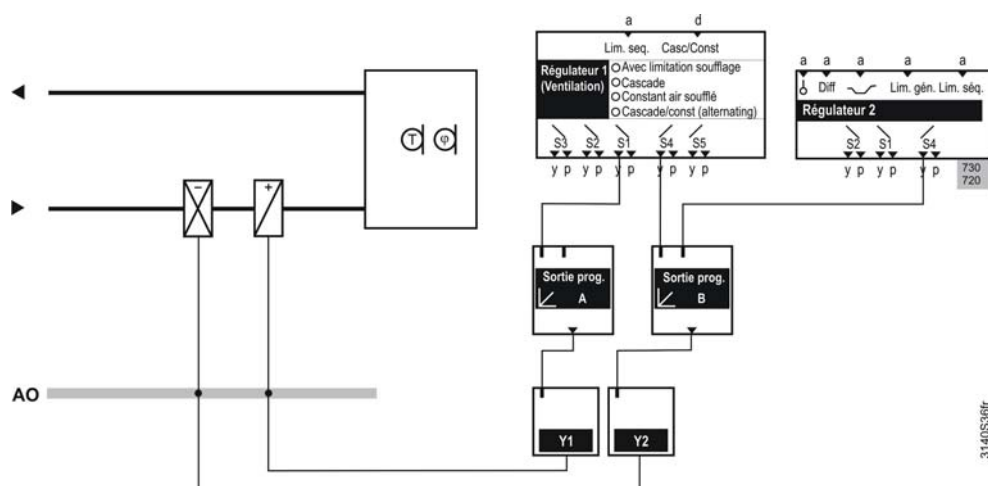 a d
Lim. seq. Casc/Const
Régulateur 1
(Ventilation)
Avec limitation soufflage
Cascade
Constant air soufflé
Cascade/const (alternating)
S3 S2 S1 S4 S5
y p y p y p y p y p
a a a a a
Diff Lim. gén. Lim. séq.
Régulateur 2
S2 S1 S4
y p y p y p
730
720
T φ
- +
Sortie prog.
A
Sortie prog.
B
AO
Y1
Y2
3140S36fr